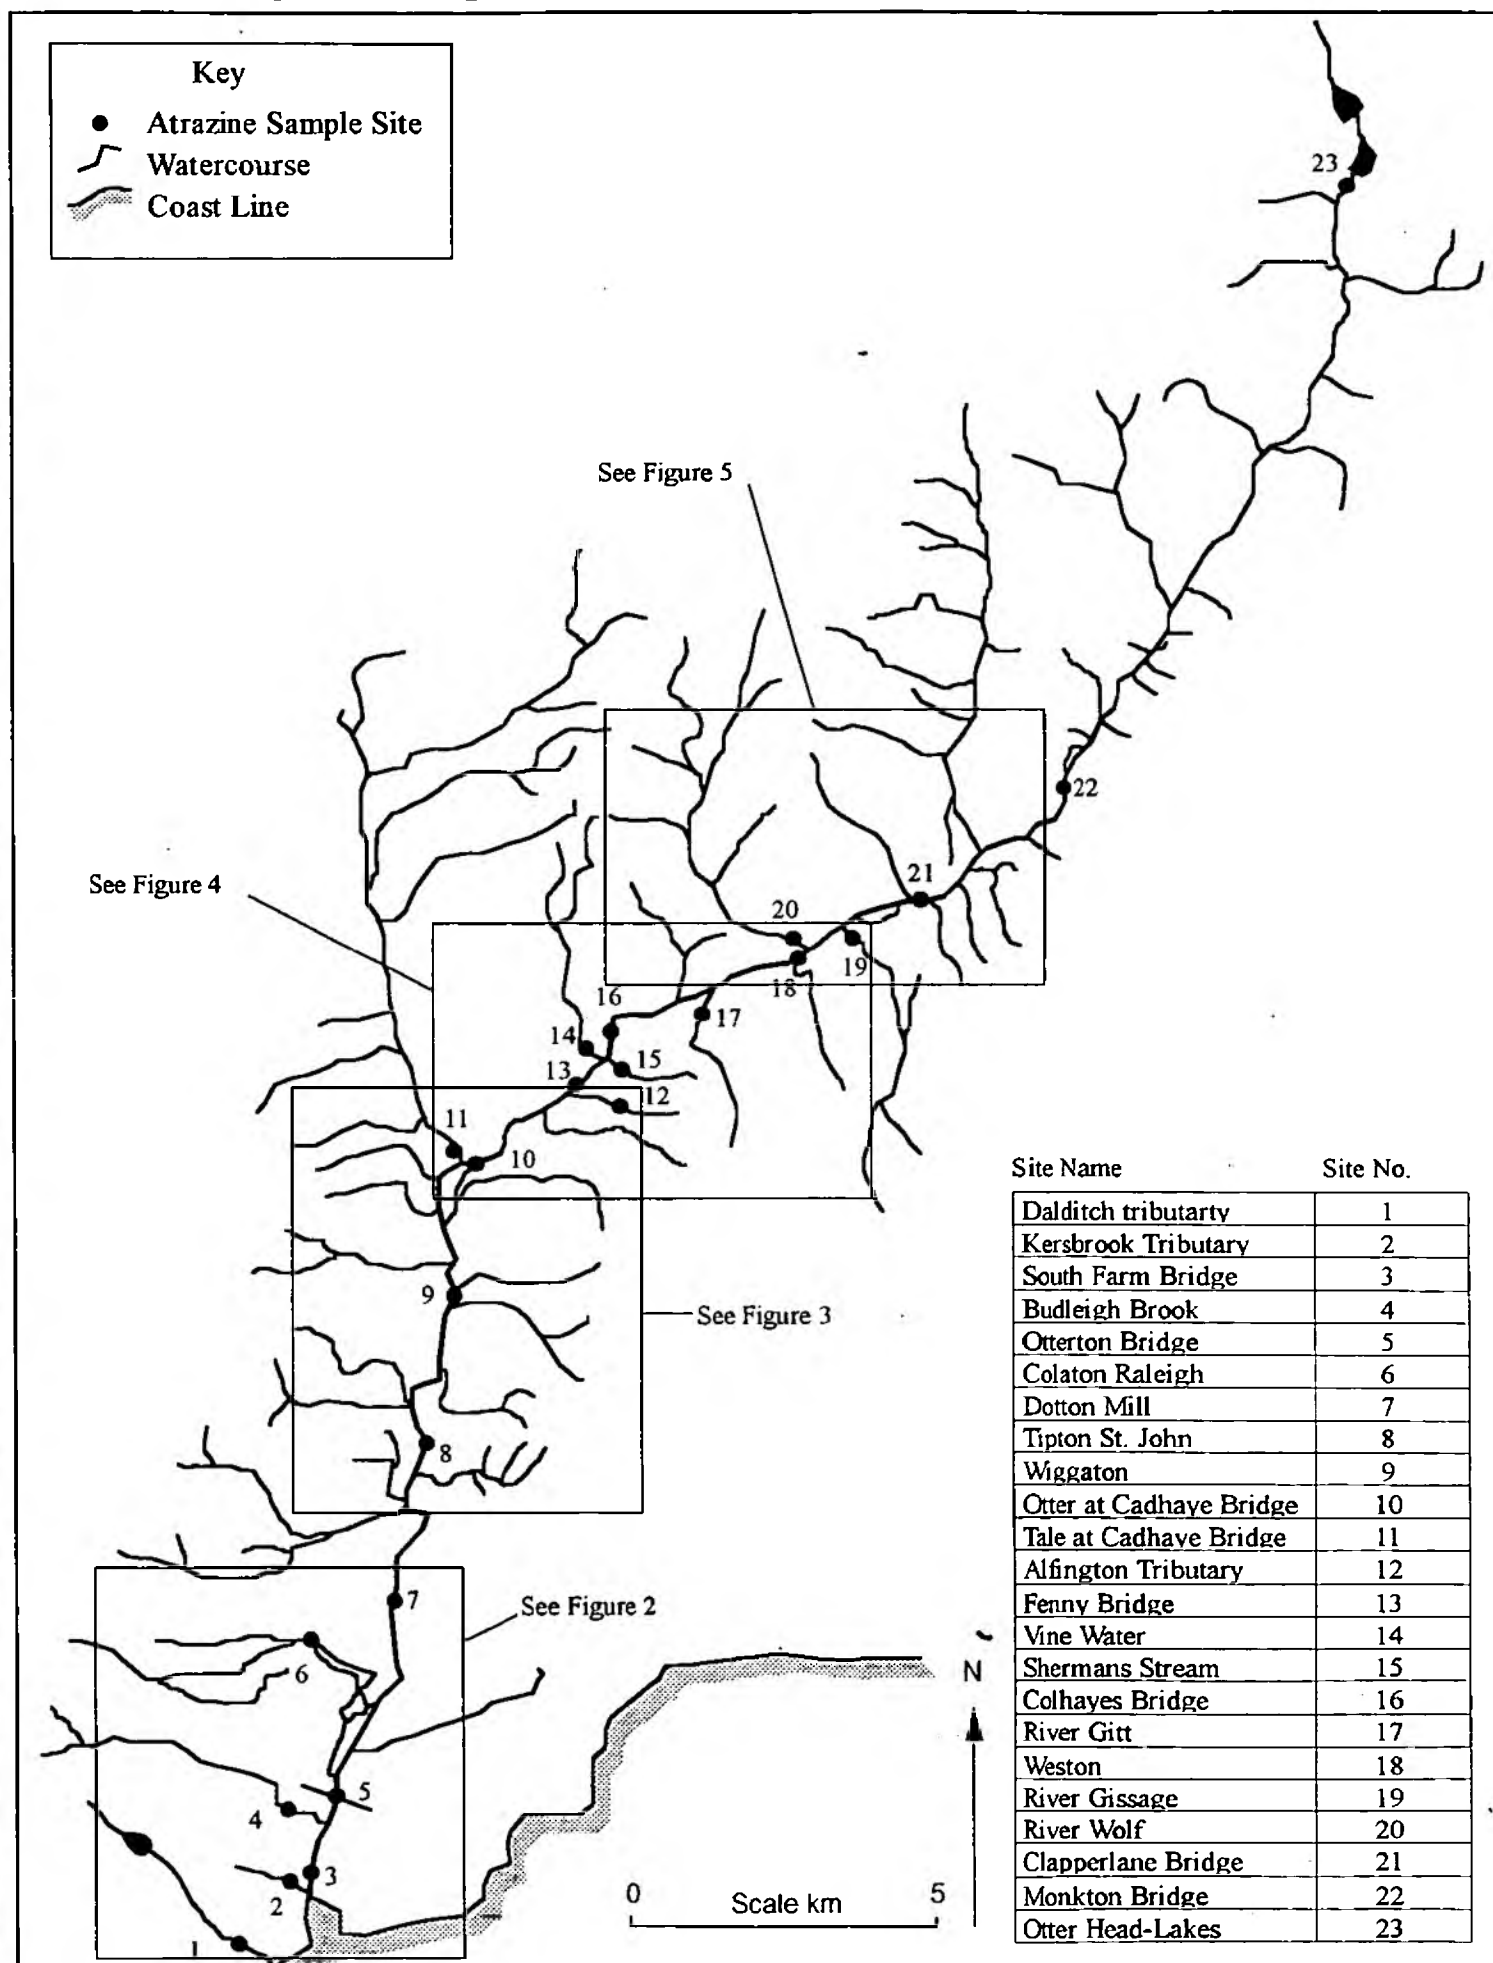 Key
Atrazine Sample Site
Watercourse
Coast Line
23
See Figure 5
22
See Figure 4
21
20
19
18
16
17
14
15
13
12
11
10
9
See Figure 3
8
7
See Figure 2
6
5
4
3
2
1
N
0 5
Scale km
Site Name Site No.
Dalditch tributarty 1
Kersbrook Tributary 2
South Farm Bridge 3
Budleigh Brook 4
Otterton Bridge 5
Colaton Raleigh 6
Dotton Mill 7
Tipton St. John 8
Wiggaton 9
Otter at Cadhave Bridge 10
Tale at Cadhave Bridge 11
Alfington Tributary 12
Fenny Bridge 13
Vine Water 14
Shermans Stream 15
Colhayes Bridge 16
River Gitt 17
Weston 18
River Gissage 19
River Wolf 20
Clapperlane Bridge 21
Monkton Bridge 22
Otter Head-Lakes 23